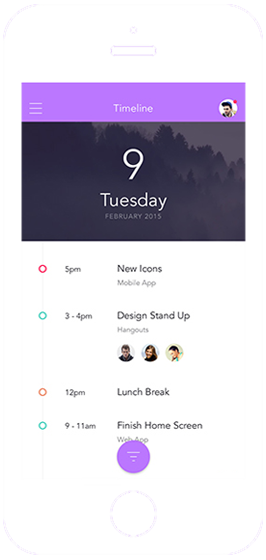 Timeline
9
Tuesday
FEBRUARY 2015
5pm New Icons
Mobile App
3 - 4pm Design Stand Up
Hangouts
12pm Lunch Break
9 - 11am Finish Home Screen
Web App